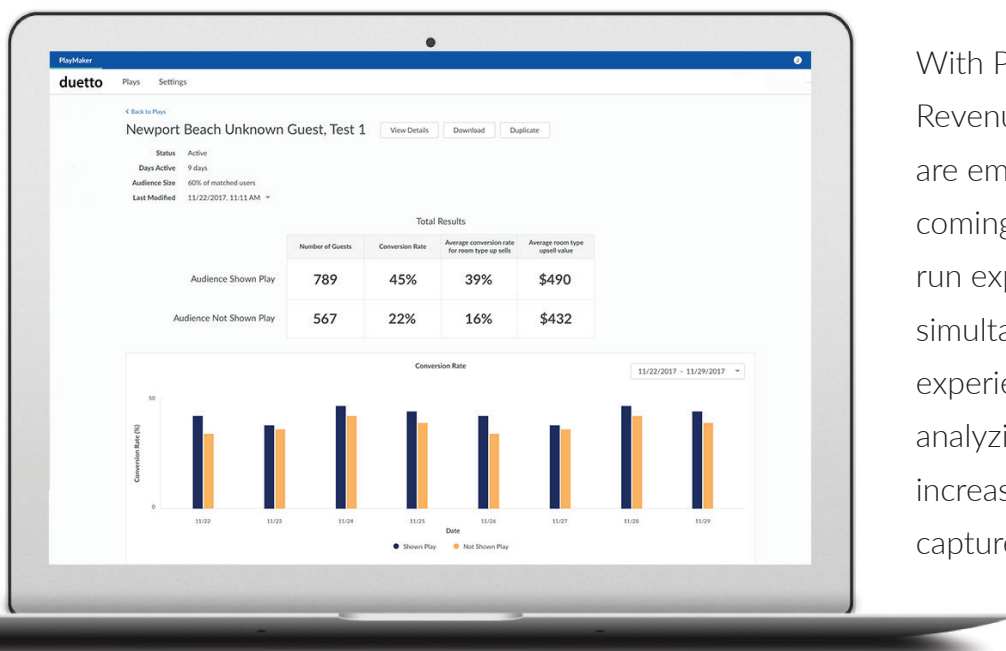 PlayMaker
duetto Plays Settings
< Back to Plays
Newport Beach Unknown Guest, Test 1 View Details Download Duplicate
Status Active
Days Active 9 days
Audience Size 60% of matched users
Last Modified 11/22/2017, 11:11 AM
Total Results
Number of Guests Conversion Rate Average conversion rate for room type up sells Average room type upsell value
Audience Shown Play 789 45% 39% $490
Audience Not Shown Play 567 22% 16% $432
Conversion Rate
11/22/2017 - 11/29/2017
50
Conversion Rate (%)
0
11/22 11/23 11/24 11/25 11/26 11/27 11/28 11/29
Date
Shown Play Not Shown Play
With P
Revenu
are em
coming
run exp
simulta
experie
analyzi
increas
capture